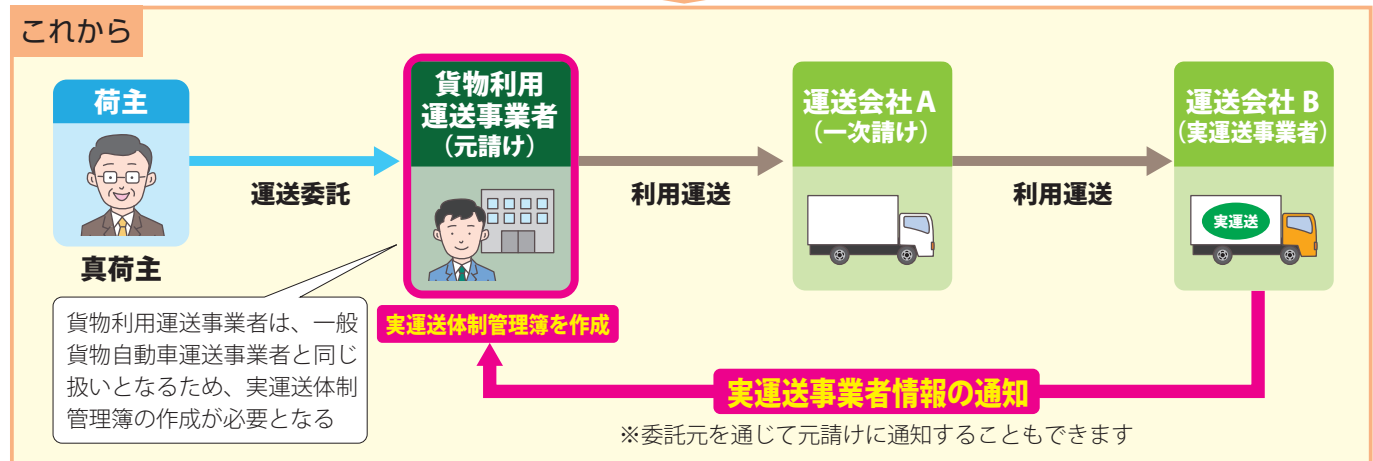 これから
荷主
真荷主
運送委託
貨物利用
運送事業者
（元請け）
利用運送
運送会社 A
（一次請け）
利用運送
運送会社 B
（実運送事業者）
実運送
貨物利用運送事業者は、一般
貨物自動車運送事業者と同じ
扱いとなるため、実運送体制
管理簿の作成が必要となる
実運送体制管理簿を作成
実運送事業者情報の通知
※委託元を通じて元請けに通知することもできます